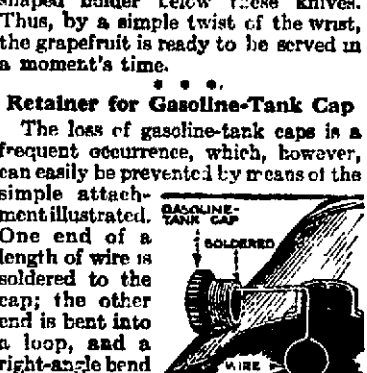 shaped holder below these knives.
Thus, by a simple twist of the wrist,
the grapefruit is ready to be served in
a moment's time.
Retainer for Gasoline-Tank Cap
The loss of gasoline-tank caps is a
frequent occurrence, which, however,
can easily be prevented by means of the
simple attach-
ment illustrated.
One end of a
length of wire is
soldered to the
cap; the other
end is bent into
a loop, and a
right-angle bend
GASOLINE-
TANK CAP
SOLDERED
WIRE